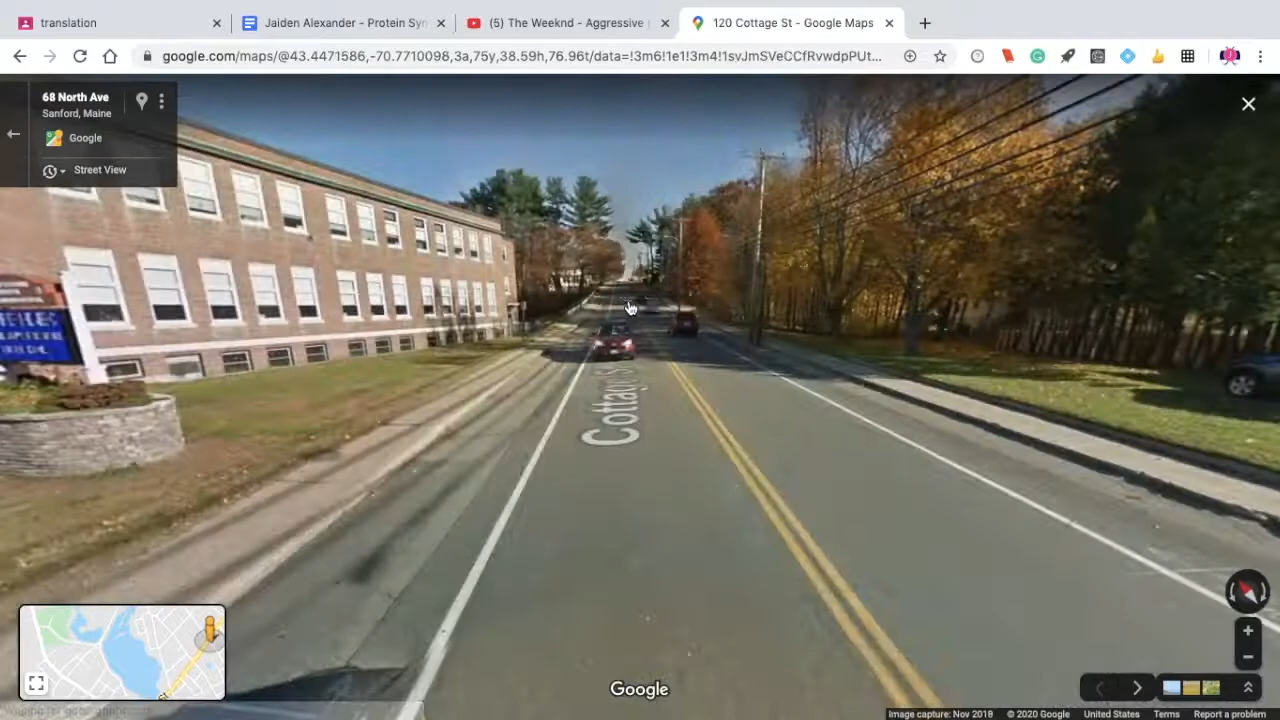 translation
Jaiden Alexander - Protein Syn
(5) The Weeknd - Aggressive
120 Cottage St - Google Maps
google.com/maps/@43.4471586,-70.7710098,3a,75y,38.59h,76.96t/data=!3m6!1e1!3m4!1svJmSVeCCfRvwdpPUt...
68 North Ave
Sanford, Maine
Google
Street View
Cottage St
Google
Image capture: Nov 2018 © 2020 Google United States Terms Report a problem